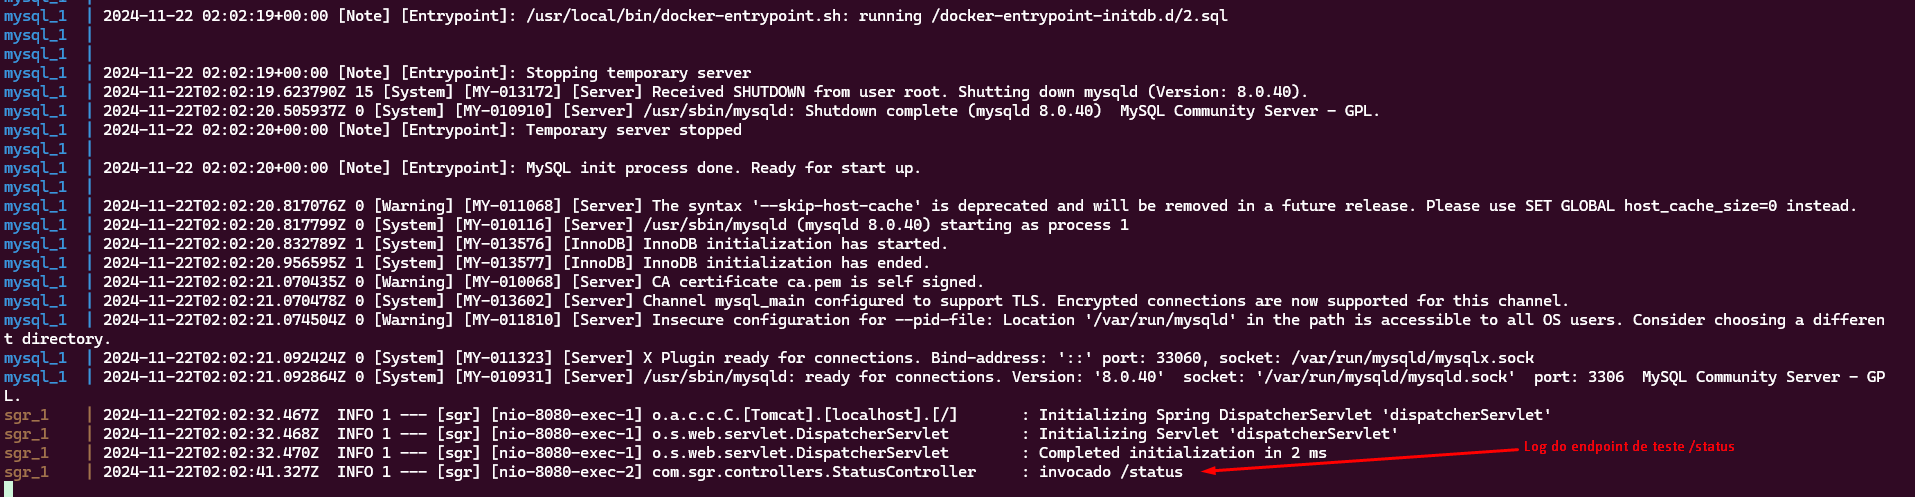 mysql_1 | 2024-11-22 02:02:19+00:00 [Note] [Entrypoint]: /usr/local/bin/docker-entrypoint.sh: running /docker-entrypoint-initdb.d/2.sql
mysql_1 |
mysql_1 |
mysql_1 | 2024-11-22 02:02:19+00:00 [Note] [Entrypoint]: Stopping temporary server
mysql_1 | 2024-11-22T02:02:19.623790Z 15 [System] [MY-013172] [Server] Received SHUTDOWN from user root. Shutting down mysqld (Version: 8.0.40).
mysql_1 | 2024-11-22T02:02:20.505937Z 0 [System] [MY-010910] [Server] /usr/sbin/mysqld: Shutdown complete (mysqld 8.0.40)  MySQL Community Server - GPL.
mysql_1 | 2024-11-22 02:02:20+00:00 [Note] [Entrypoint]: Temporary server stopped
mysql_1 |
mysql_1 | 2024-11-22 02:02:20+00:00 [Note] [Entrypoint]: MySQL init process done. Ready for start up.
mysql_1 |
mysql_1 | 2024-11-22T02:02:20.817076Z 0 [Warning] [MY-011068] [Server] The syntax '--skip-host-cache' is deprecated and will be removed in a future release. Please use SET GLOBAL host_cache_size=0 instead.
mysql_1 | 2024-11-22T02:02:20.817799Z 0 [System] [MY-010116] [Server] /usr/sbin/mysqld (mysqld 8.0.40) starting as process 1
mysql_1 | 2024-11-22T02:02:20.832789Z 1 [System] [MY-013576] [InnoDB] InnoDB initialization has started.
mysql_1 | 2024-11-22T02:02:20.956595Z 1 [System] [MY-013577] [InnoDB] InnoDB initialization has ended.
mysql_1 | 2024-11-22T02:02:21.070435Z 0 [Warning] [MY-010068] [Server] CA certificate ca.pem is self signed.
mysql_1 | 2024-11-22T02:02:21.070478Z 0 [System] [MY-013602] [Server] Channel mysql_main configured to support TLS. Encrypted connections are now supported for this channel.
mysql_1 | 2024-11-22T02:02:21.074504Z 0 [Warning] [MY-011810] [Server] Insecure configuration for --pid-file: Location '/var/run/mysqld' in the path is accessible to all OS users. Consider choosing a differen
t directory.
mysql_1 | 2024-11-22T02:02:21.092424Z 0 [System] [MY-011323] [Server] X Plugin ready for connections. Bind-address: '::' port: 33060, socket: /var/run/mysqld/mysqlx.sock
mysql_1 | 2024-11-22T02:02:21.092864Z 0 [System] [MY-010931] [Server] /usr/sbin/mysqld: ready for connections. Version: '8.0.40'  socket: '/var/run/mysqld/mysqld.sock'  port: 3306  MySQL Community Server - GP
L.
sgr_1 | 2024-11-22T02:02:32.467Z  INFO 1 --- [sgr] [nio-8080-exec-1] o.a.c.c.C.[Tomcat].[localhost].[/] : Initializing Spring DispatcherServlet 'dispatcherServlet'
sgr_1 | 2024-11-22T02:02:32.468Z  INFO 1 --- [sgr] [nio-8080-exec-1] o.s.web.servlet.DispatcherServlet : Initializing Servlet 'dispatcherServlet'
sgr_1 | 2024-11-22T02:02:32.470Z  INFO 1 --- [sgr] [nio-8080-exec-1] o.s.web.servlet.DispatcherServlet : Completed initialization in 2 ms
Log do endpoint de teste /status
sgr_1 | 2024-11-22T02:02:41.327Z  INFO 1 --- [sgr] [nio-8080-exec-2] com.sgr.controllers.StatusController : invocado /status